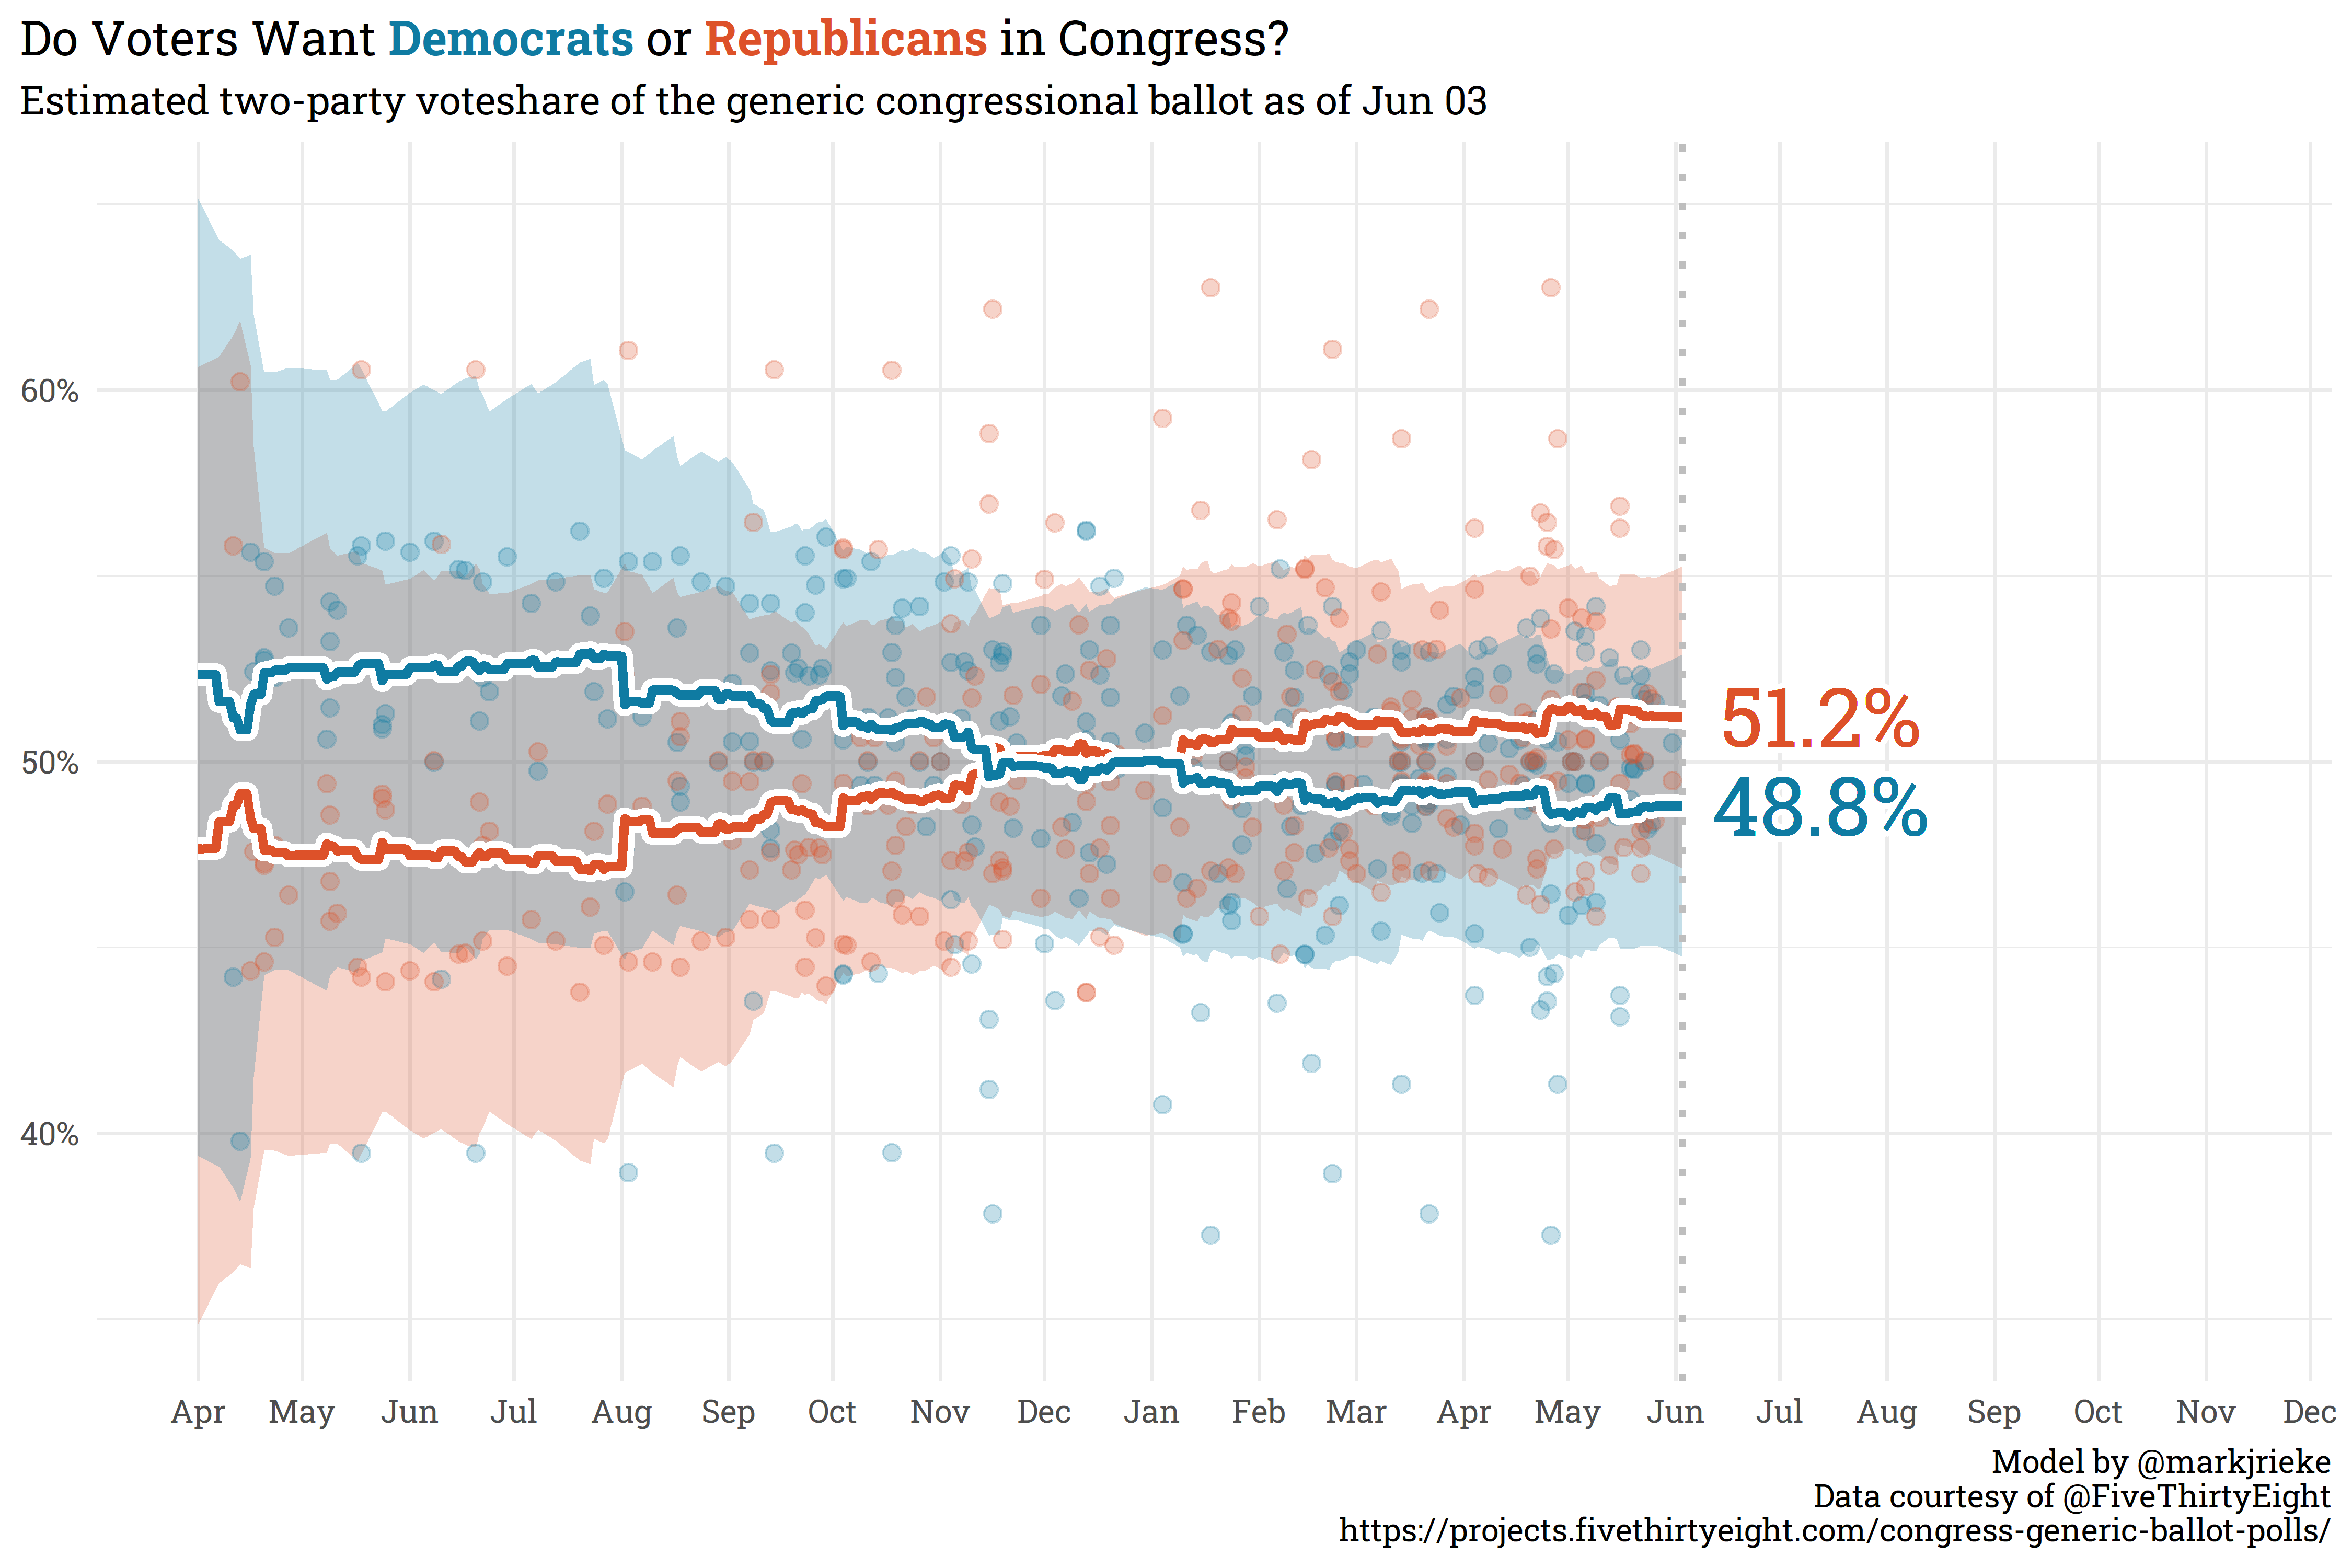 Do Voters Want Democrats or Republicans in Congress?
Estimated two-party voteshare of the generic congressional ballot as of Jun 03
60%
50%
40%
51.2%
48.8%
Apr May Jun Jul Aug Sep Oct Nov Dec Jan Feb Mar Apr May Jun Jul Aug Sep Oct Nov Dec
Model by @markjrieke
Data courtesy of @FiveThirtyEight
https://projects.fivethirtyeight.com/congress-generic-ballot-polls/